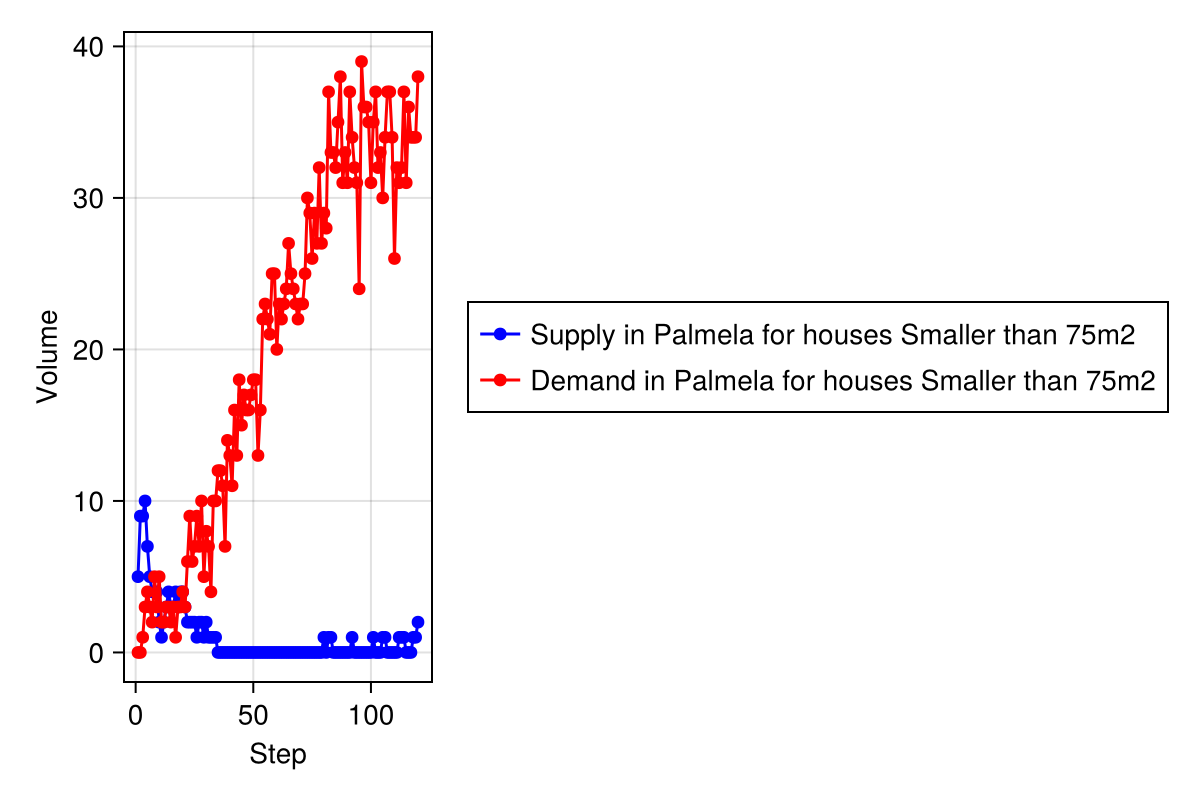 40
30
20
10
0
Volume
0 50 100
Step
Supply in Palmela for houses Smaller than 75m2
Demand in Palmela for houses Smaller than 75m2